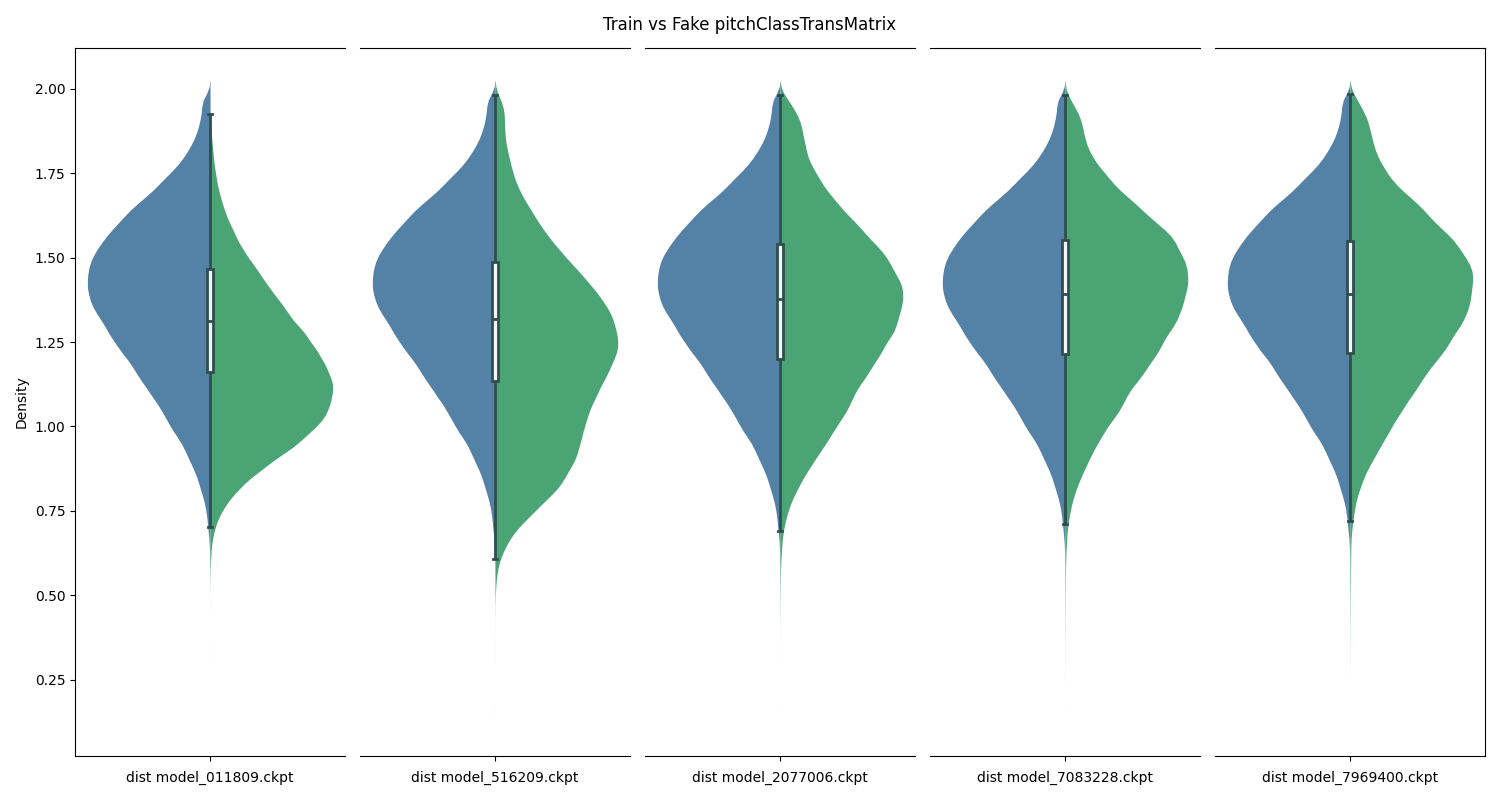 Train vs Fake pitchClassTransMatrix
2.00
1.75
1.50
1.25
1.00
0.75
0.50
0.25
Density
dist model_011809.ckpt
dist model_516209.ckpt
dist model_2077006.ckpt
dist model_7083228.ckpt
dist model_7969400.ckpt